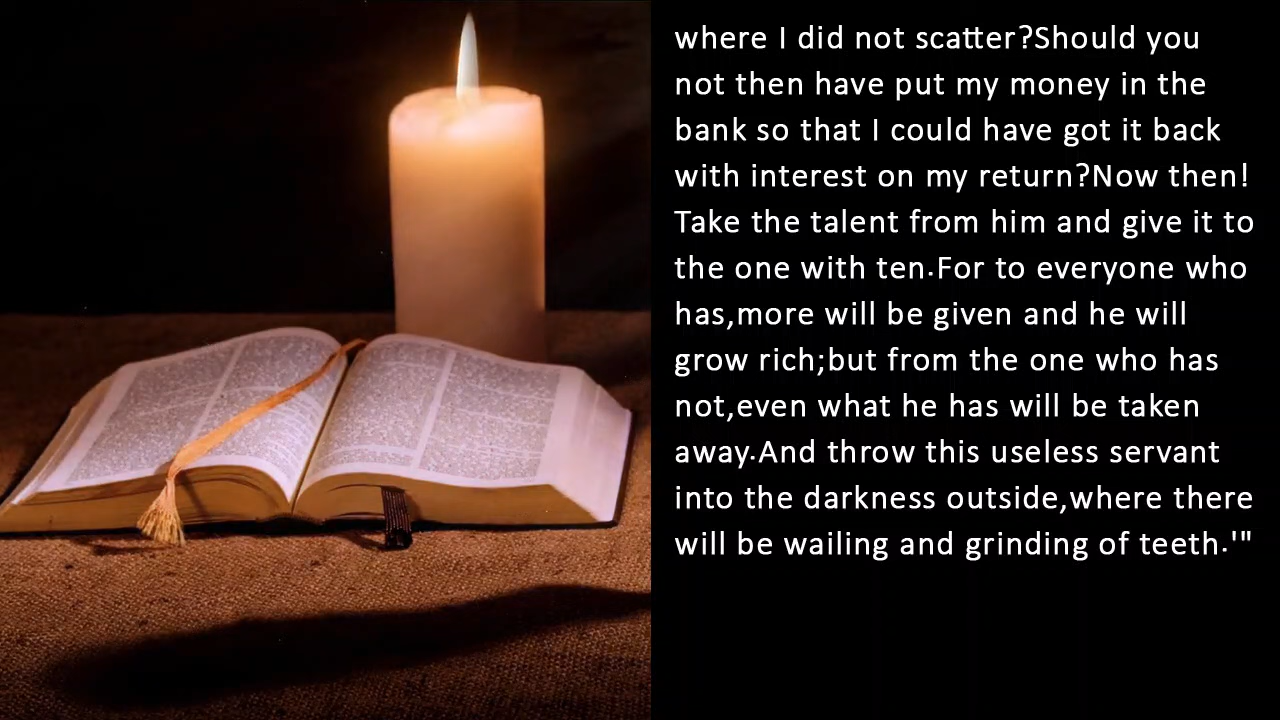 where I did not scatter?Should you
not then have put my money in the
bank so that I could have got it back
with interest on my return?Now then!
Take the talent from him and give it to
the one with ten.For to everyone who
has,more will be given and he will
grow rich;but from the one who has
not,even what he has will be taken
away.And throw this useless servant
into the darkness outside,where there
will be wailing and grinding of teeth.'"